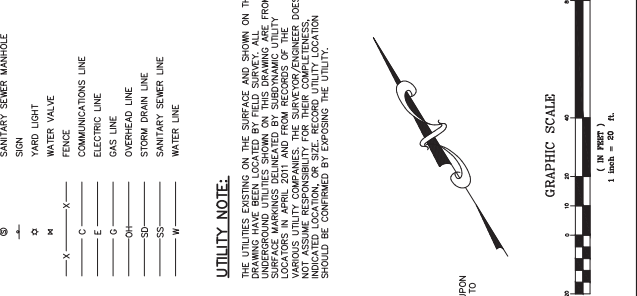 SANITARY SEWER MANHOLE
SIGN
YARD LIGHT
WATER VALVE
X X FENCE
C COMMUNICATIONS LINE
E ELECTRIC LINE
G GAS LINE
OH OVERHEAD LINE
SD STORM DRAIN LINE
SS SANITARY SEWER LINE
W WATER LINE
UTILITY NOTE:
THE UTILITIES EXISTING ON THE SURFACE AND SHOWN ON
DRAWING HAVE BEEN LOCATED BY FIELD SURVEY. ALL
UNDERGROUND UTILITIES SHOWN ON THIS DRAWING ARE FROM
SURFACE MARKINGS DELINEATED BY SUBDYNAMIC UTILITY
LOCATORS IN APRIL 2011 AND FROM RECORDS OF THE
VARIOUS UTILITY COMPANIES. THE SURVEYOR/ENGINEER DOES
NOT ASSUME RESPONSIBILITY FOR THEIR COMPLETENESS,
INDICATED LOCATION, OR SIZE. RECORD UTILITY LOCATION
SHOULD BE CONFIRMED BY EXPOSING THE UTILITY.
UPON
TO
GRAPHIC SCALE
20 0 10 20 40
( IN FEET )
1 inch = 20 ft.